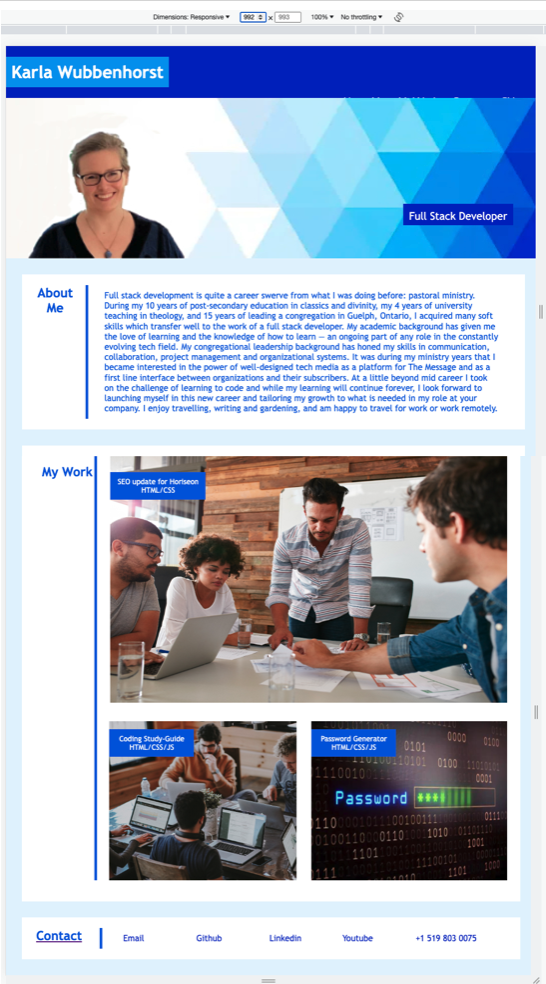 Dimensions: Responsive 992 × 993 100% No throttling
Karla Wubbenhorst
Full Stack Developer
About
Me
Full stack development is quite a career swerve from what I was doing before: pastoral ministry.
During my 10 years of post-secondary education in classics and divinity, my 4 years of university
teaching in theology, and 15 years of leading a congregation in Guelph, Ontario, I acquired many soft
skills which transfer well to the work of a full stack developer. My academic background has given me
the love of learning and the knowledge of how to learn — an ongoing part of any role in the constantly
evolving tech field. My congregational leadership background has honed my skills in communication,
collaboration, project management and organizational systems. It was during my ministry years that I
became interested in the power of well-designed tech media as a platform for The Message and as a
first line interface between organizations and their subscribers. At a little beyond mid career I took
on the challenge of learning to code and while my learning will continue forever, I look forward to
launching myself in this new career and tailoring my growth to what is needed in my role at your
company. I enjoy travelling, writing and gardening, and am happy to travel for work or work remotely.
My Work
SEO update for Horiseon
HTML/CSS
Coding Study-Guide
HTML/CSS/JS
Password Generator
HTML/CSS/JS
Password
Contact
Email Github Linkedin Youtube +1 519 803 0075